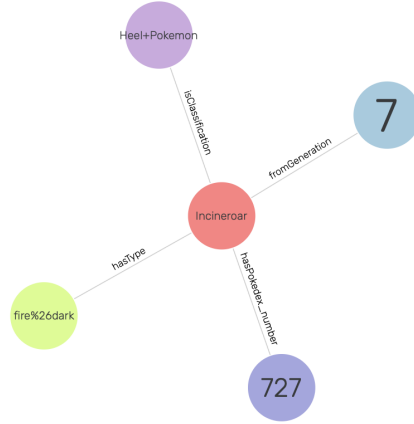 Heel+Pokemon
isClassification
7
fromGeneration
Incineroar
hasType
hasPokedex_number
fire%26dark
727